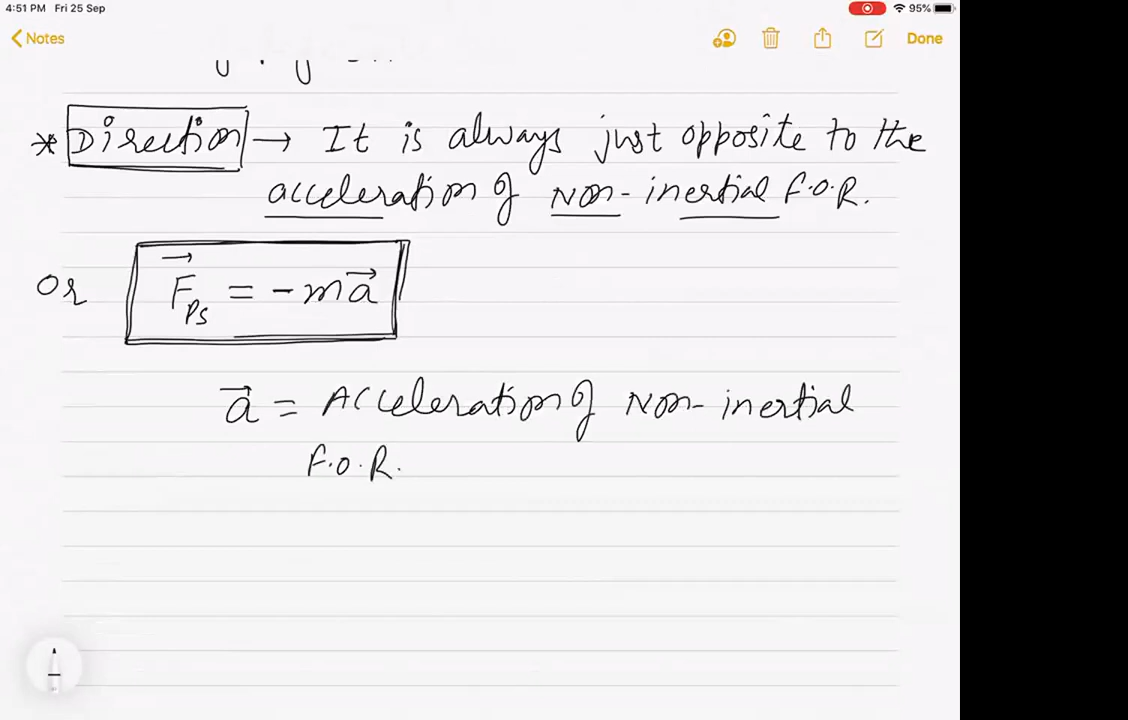 4:51 PM Fri 25 Sep 95%
Notes Done
* Direction → It is always just opposite to the
acceleration of Non-inertial F.O.R.
Or F⃗ps = -ma⃗
a⃗ = Acceleration of Non-inertial
F.O.R.